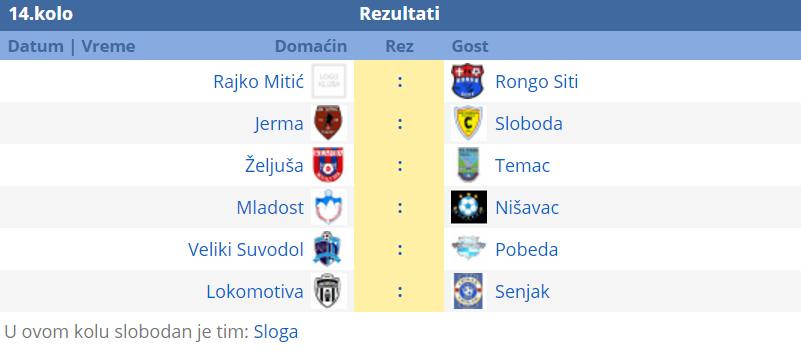 14.kolo Rezultati
Datum | Vreme Domaćin Rez Gost
Rajko Mitić : Rongo Siti
Jerma : Sloboda
Željuša : Temac
Mladost : Nišavac
Veliki Suvodol : Pobeda
Lokomotiva : Senjak
U ovom kolu slobodan je tim: Sloga